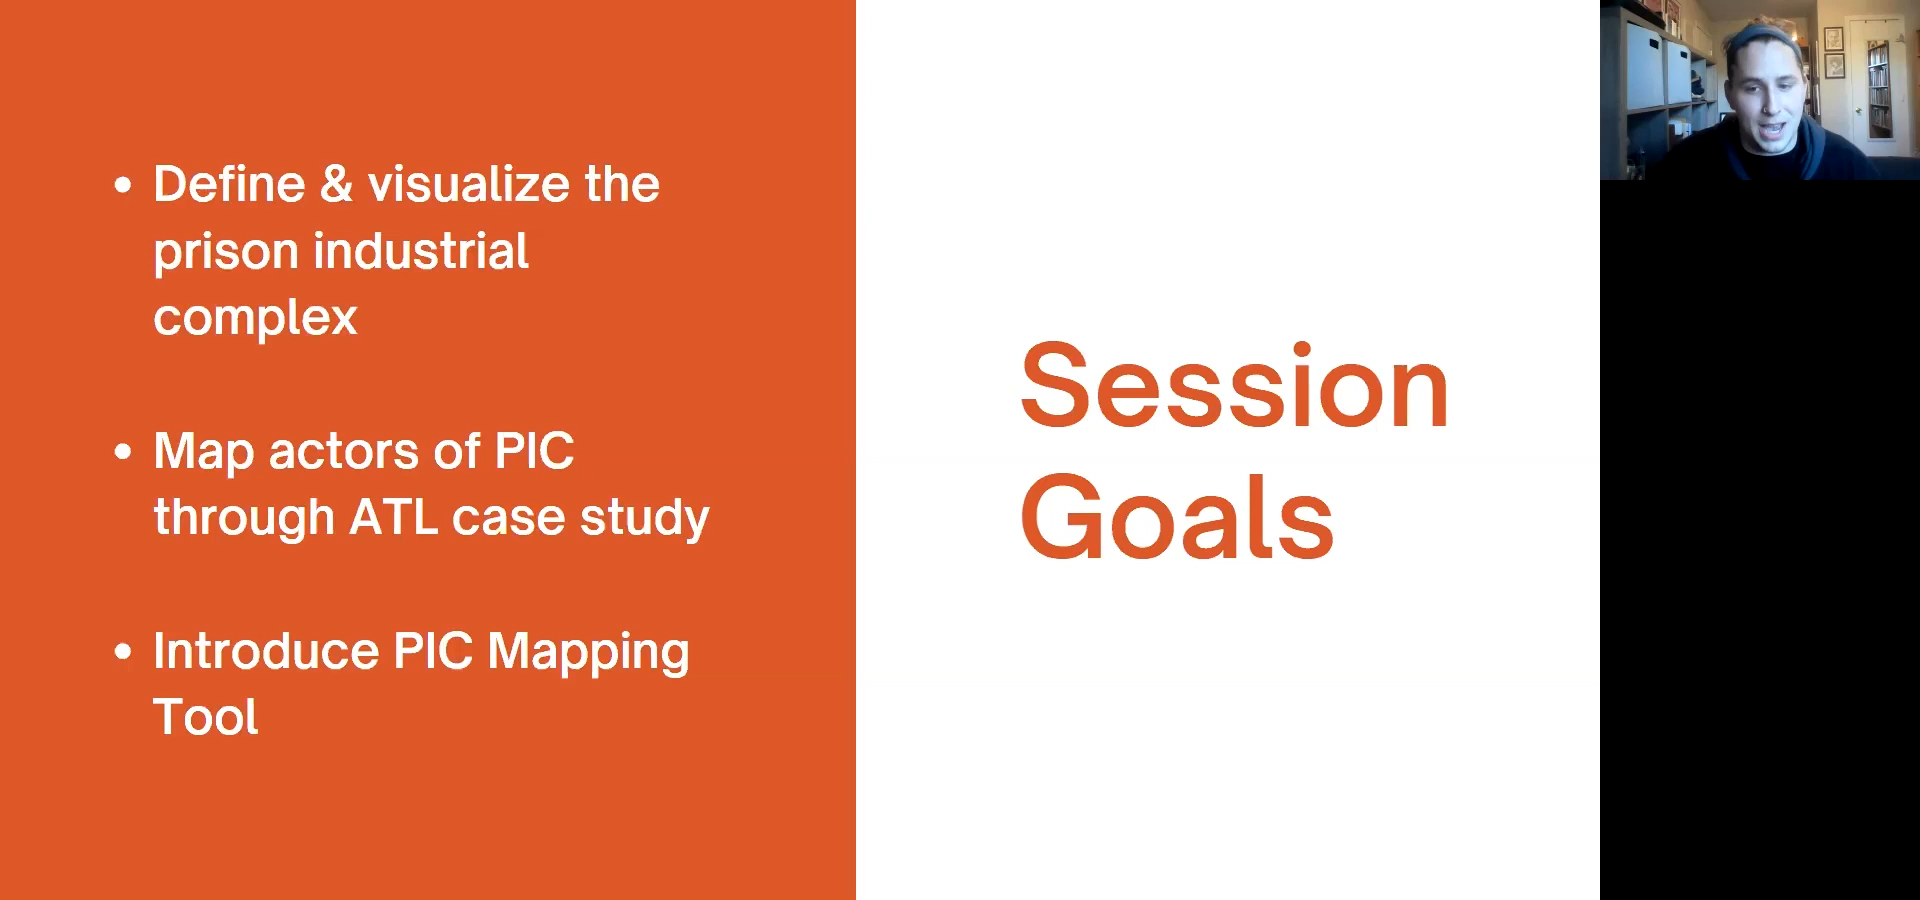 • Define & visualize the
prison industrial
complex
• Map actors of PIC
through ATL case study
• Introduce PIC Mapping
Tool
Session
Goals